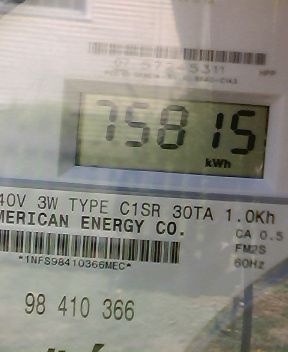 HPP
75815
kWh
40V 3W TYPE C1SR 30TA 1.0Kh
MERICAN ENERGY CO.
CA 0.5
FM2S
60Hz
*1NFS98410366MEC*
98 410 366